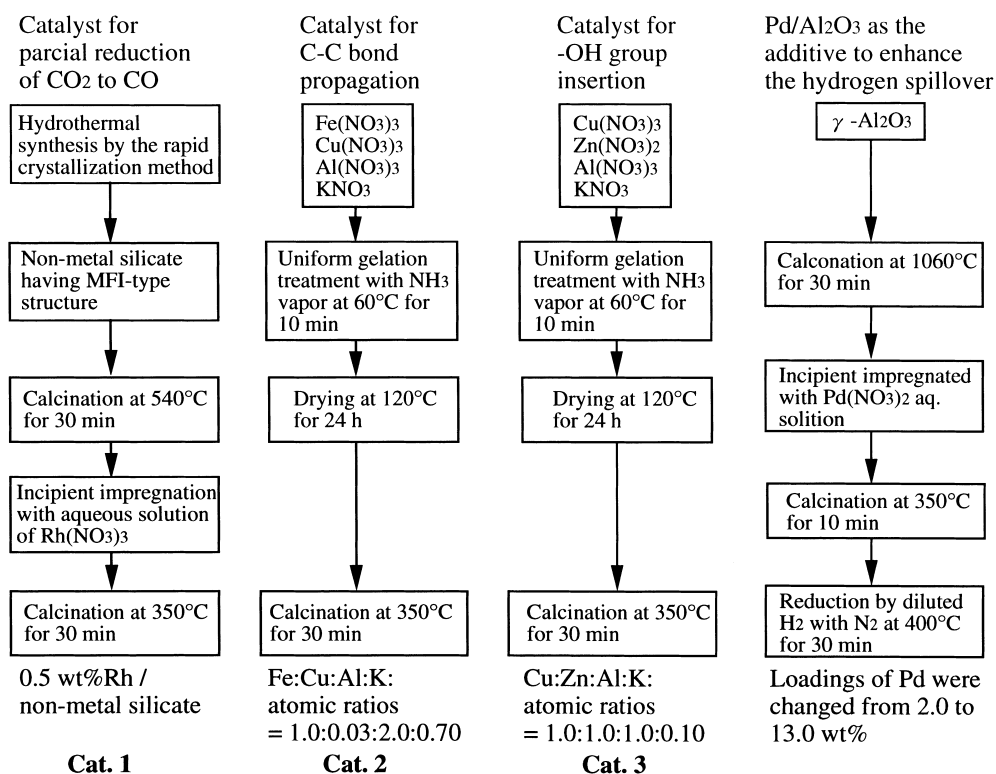 Catalyst for
parcial reduction
of CO2 to CO
Hydrothermal
synthesis by the rapid
crystallization method
Non-metal silicate
having MFI-type
structure
Calcination at 540°C
for 30 min
Incipient impregnation
with aqueous solution
of Rh(NO3)3
Calcination at 350°C
for 30 min
0.5 wt%Rh /
non-metal silicate
Cat. 1
Catalyst for
C-C bond
propagation
Fe(NO3)3
Cu(NO3)3
Al(NO3)3
KNO3
Uniform gelation
treatment with NH3
vapor at 60°C for
10 min
Drying at 120°C
for 24 h
Calcination at 350°C
for 30 min
Fe:Cu:Al:K:
atomic ratios
= 1.0:0.03:2.0:0.70
Cat. 2
Catalyst for
-OH group
insertion
Cu(NO3)3
Zn(NO3)2
Al(NO3)3
KNO3
Uniform gelation
treatment with NH3
vapor at 60°C for
10 min
Drying at 120°C
for 24 h
Calcination at 350°C
for 30 min
Cu:Zn:Al:K:
atomic ratios
= 1.0:1.0:1.0:0.10
Cat. 3
Pd/Al2O3 as the
additive to enhance
the hydrogen spillover
γ -Al2O3
Calconation at 1060°C
for 30 min
Incipient impregnated
with Pd(NO3)2 aq.
solition
Calcination at 350°C
for 10 min
Reduction by diluted
H2 with N2 at 400°C
for 30 min
Loadings of Pd were
changed from 2.0 to
13.0 wt%